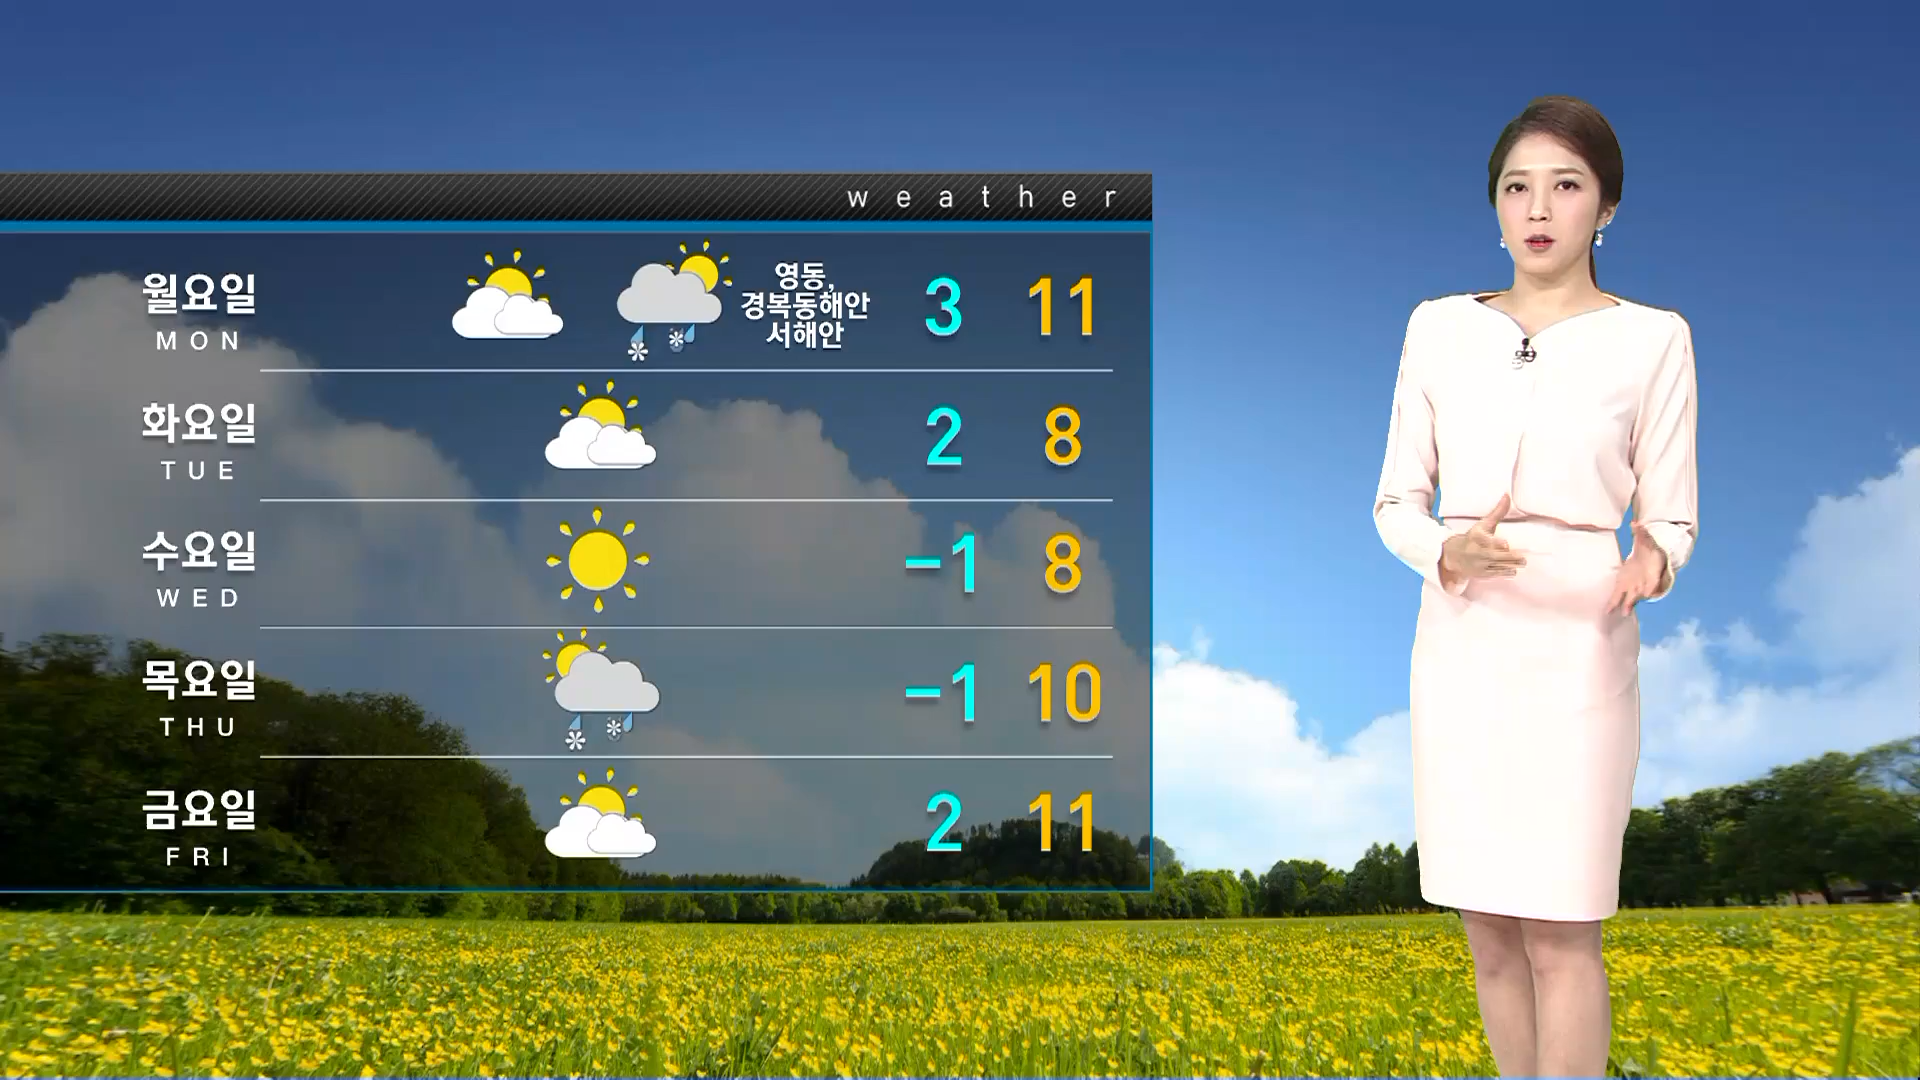 weather
월요일
MON
영동,
경북동해안
서해안
3 11
화요일
TUE
2 8
수요일
WED
-1 8
목요일
THU
-1 10
금요일
FRI
2 11